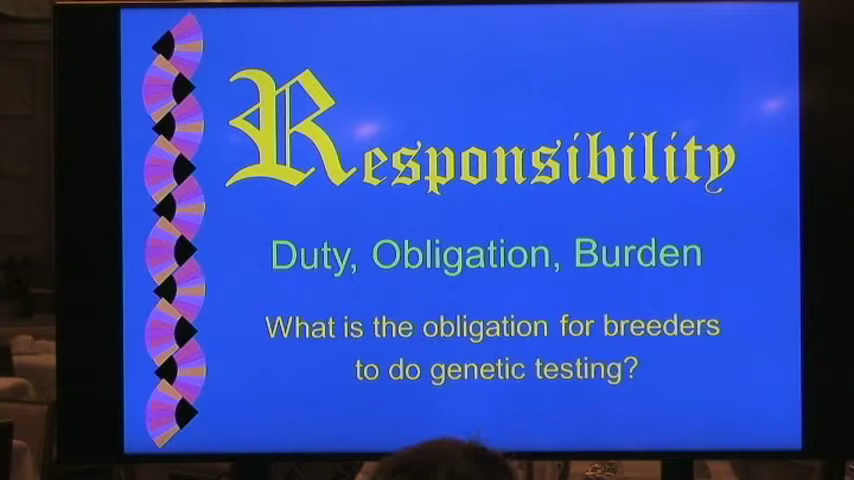 Responsibility
Duty, Obligation, Burden
What is the obligation for breeders
to do genetic testing?